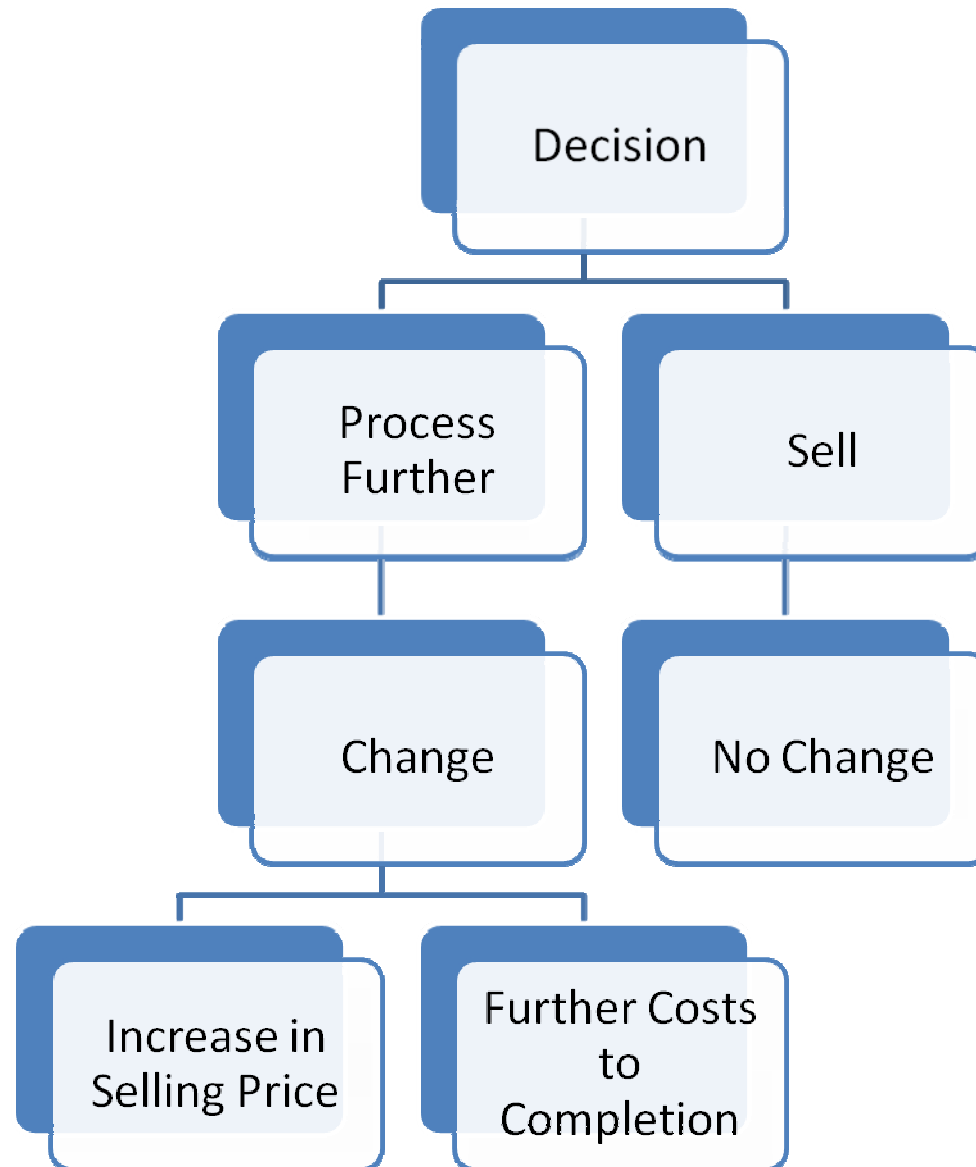 Decision
Process
Further
Sell
Change
No Change
Increase in
Selling Price
Further Costs
to
Completion